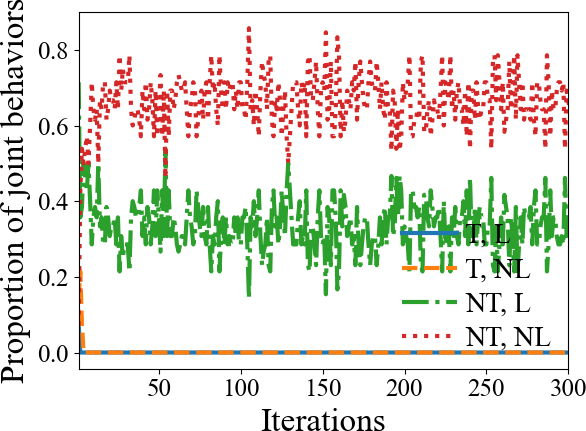 Proportion of joint behaviors
0.8
0.6
0.4
0.2
0.0
T, L
T, NL
NT, L
NT, NL
50
100
150
200
250
300
Iterations